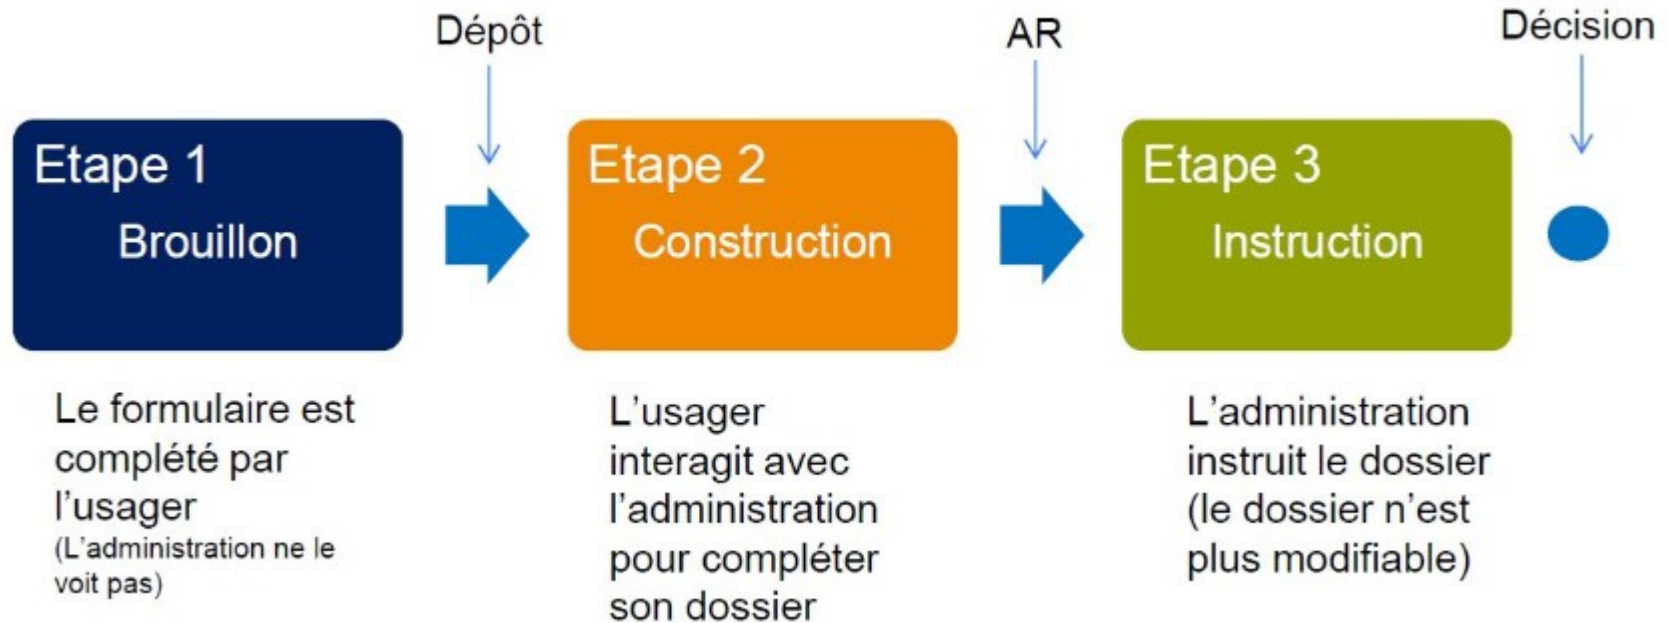 Dépôt
AR
Décision
Etape 1
Brouillon
Etape 2
Construction
Etape 3
Instruction
Le formulaire est
complété par
l'usager
(L'administration ne le
voit pas)
L'usager
interagit avec
l'administration
pour compléter
son dossier
L'administration
instruit le dossier
(le dossier n'est
plus modifiable)